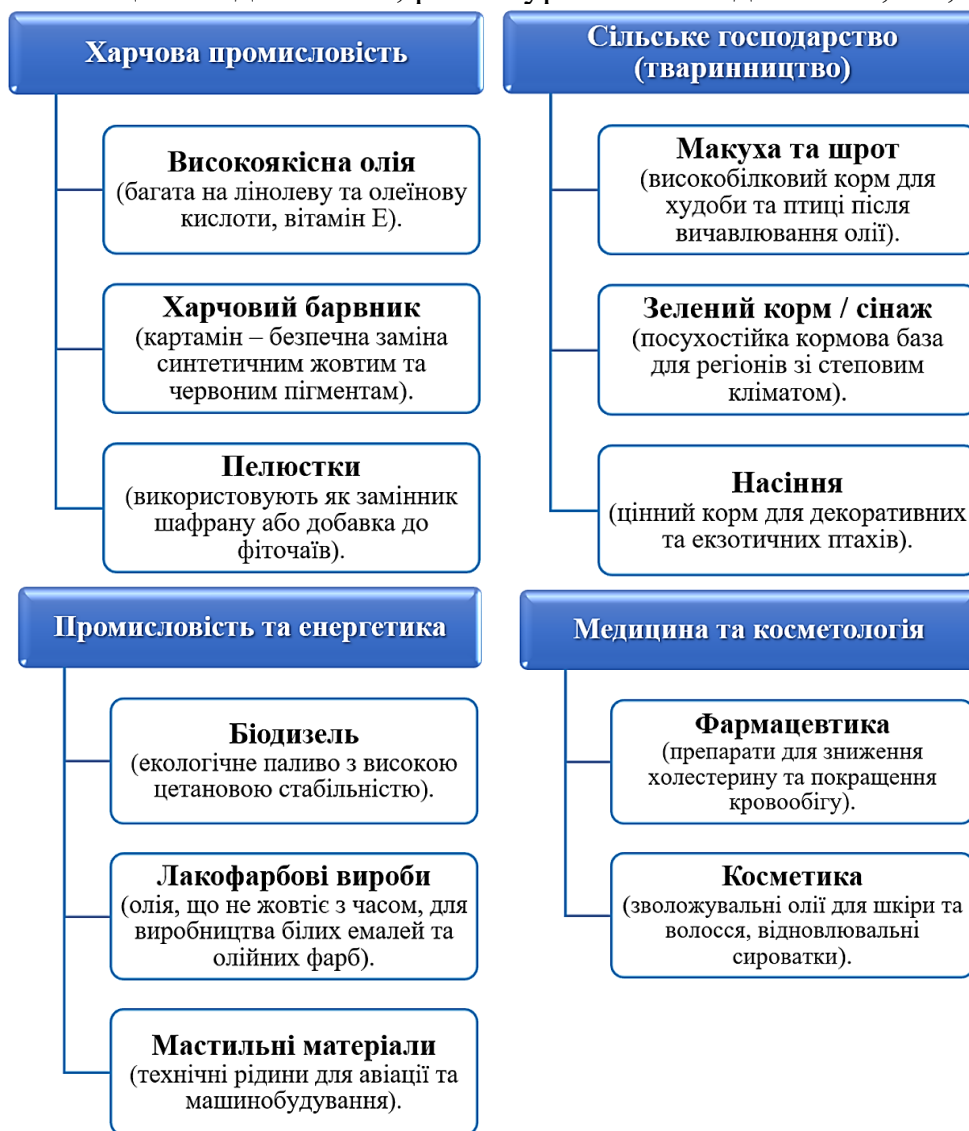 Харчова промисловість
Високоякісна олія
(багата на лінолеву та олеїнову
кислоти, вітамін Е).
Харчовий барвник
(картамін – безпечна заміна
синтетичним жовтим та
червоним пігментам).
Пелюстки
(використовують як замінник
шафрану або добавка до
фіточаїв).
Сільське господарство
(тваринництво)
Макуха та шрот
(високобілковий корм для
худоби та птиці після
вичавлювання олії).
Зелений корм / сінаж
(посухостійка кормова база
для регіонів зі степовим
кліматом).
Насіння
(цінний корм для декоративних
та екзотичних птахів).
Промисловість та енергетика
Біодизель
(екологічне паливо з високою
цетановою стабільністю).
Лакофарбові вироби
(олія, що не жовтіє з часом, для
виробництва білих емалей та
олійних фарб).
Мастильні матеріали
(технічні рідини для авіації та
машинобудування).
Медицина та косметологія
Фармацевтика
(препарати для зниження
холестерину та покращення
кровообігу).
Косметика
(зволожувальні олії для шкіри та
волосся, відновлювальні
сироватки).